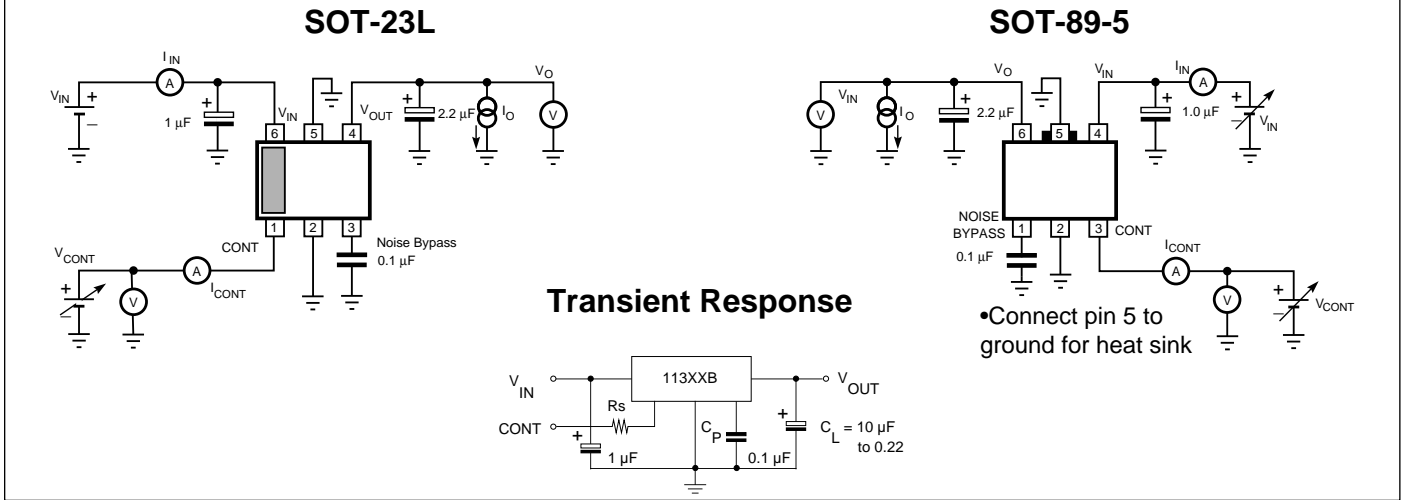 SOT-23L
I IN
A
V IN
+
–
+
1 µF
V IN
6
5
4
V OUT
+
2.2 µF
I O
V O
V
1
2
3
CONT
Noise Bypass
0.1 µF
V CONT
+
–
V
A
I CONT
SOT-89-5
V O
V
V IN
I O
+
2.2 µF
6
5
4
V IN
+
1.0 µF
I IN
A
+
–
V IN
NOISE
BYPASS
1
2
3
CONT
0.1 µF
I CONT
A
V
+
–
V CONT
•Connect pin 5 to
ground for heat sink
Transient Response
V IN
113XXB
V OUT
CONT
Rs
+
1 µF
C P
0.1 µF
+
C L = 10 µF
to 0.22